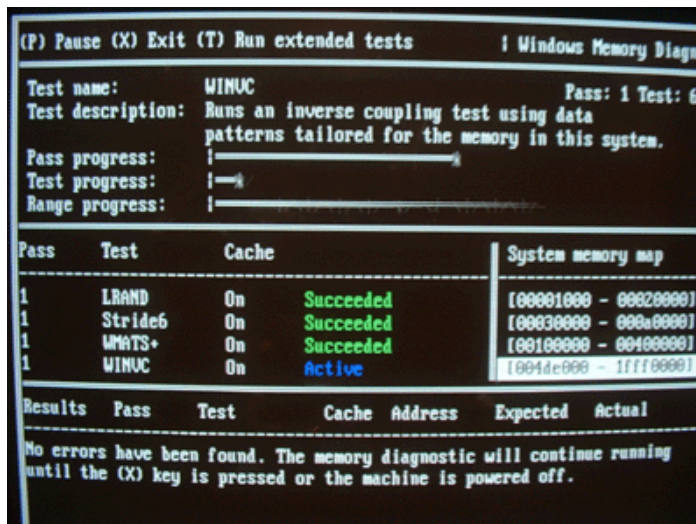 (P) Pause (X) Exit (T) Run extended tests | Windows Memory Diagn
Test name: WINVC Pass: 1 Test: 6
Test description: Runs an inverse coupling test using data
patterns tailored for the memory in this system.
Pass progress:
Test progress:
Range progress:
Pass Test Cache System memory map
1 LRAND On Succeeded [00001000 - 00020000]
1 Stride6 On Succeeded [00030000 - 000a0000]
1 WMATS+ On Succeeded [00100000 - 00400000]
1 WINVC On Active [004de000 - 1fff0000]
Results Pass Test Cache Address Expected Actual
No errors have been found. The memory diagnostic will continue running
until the (X) key is pressed or the machine is powered off.